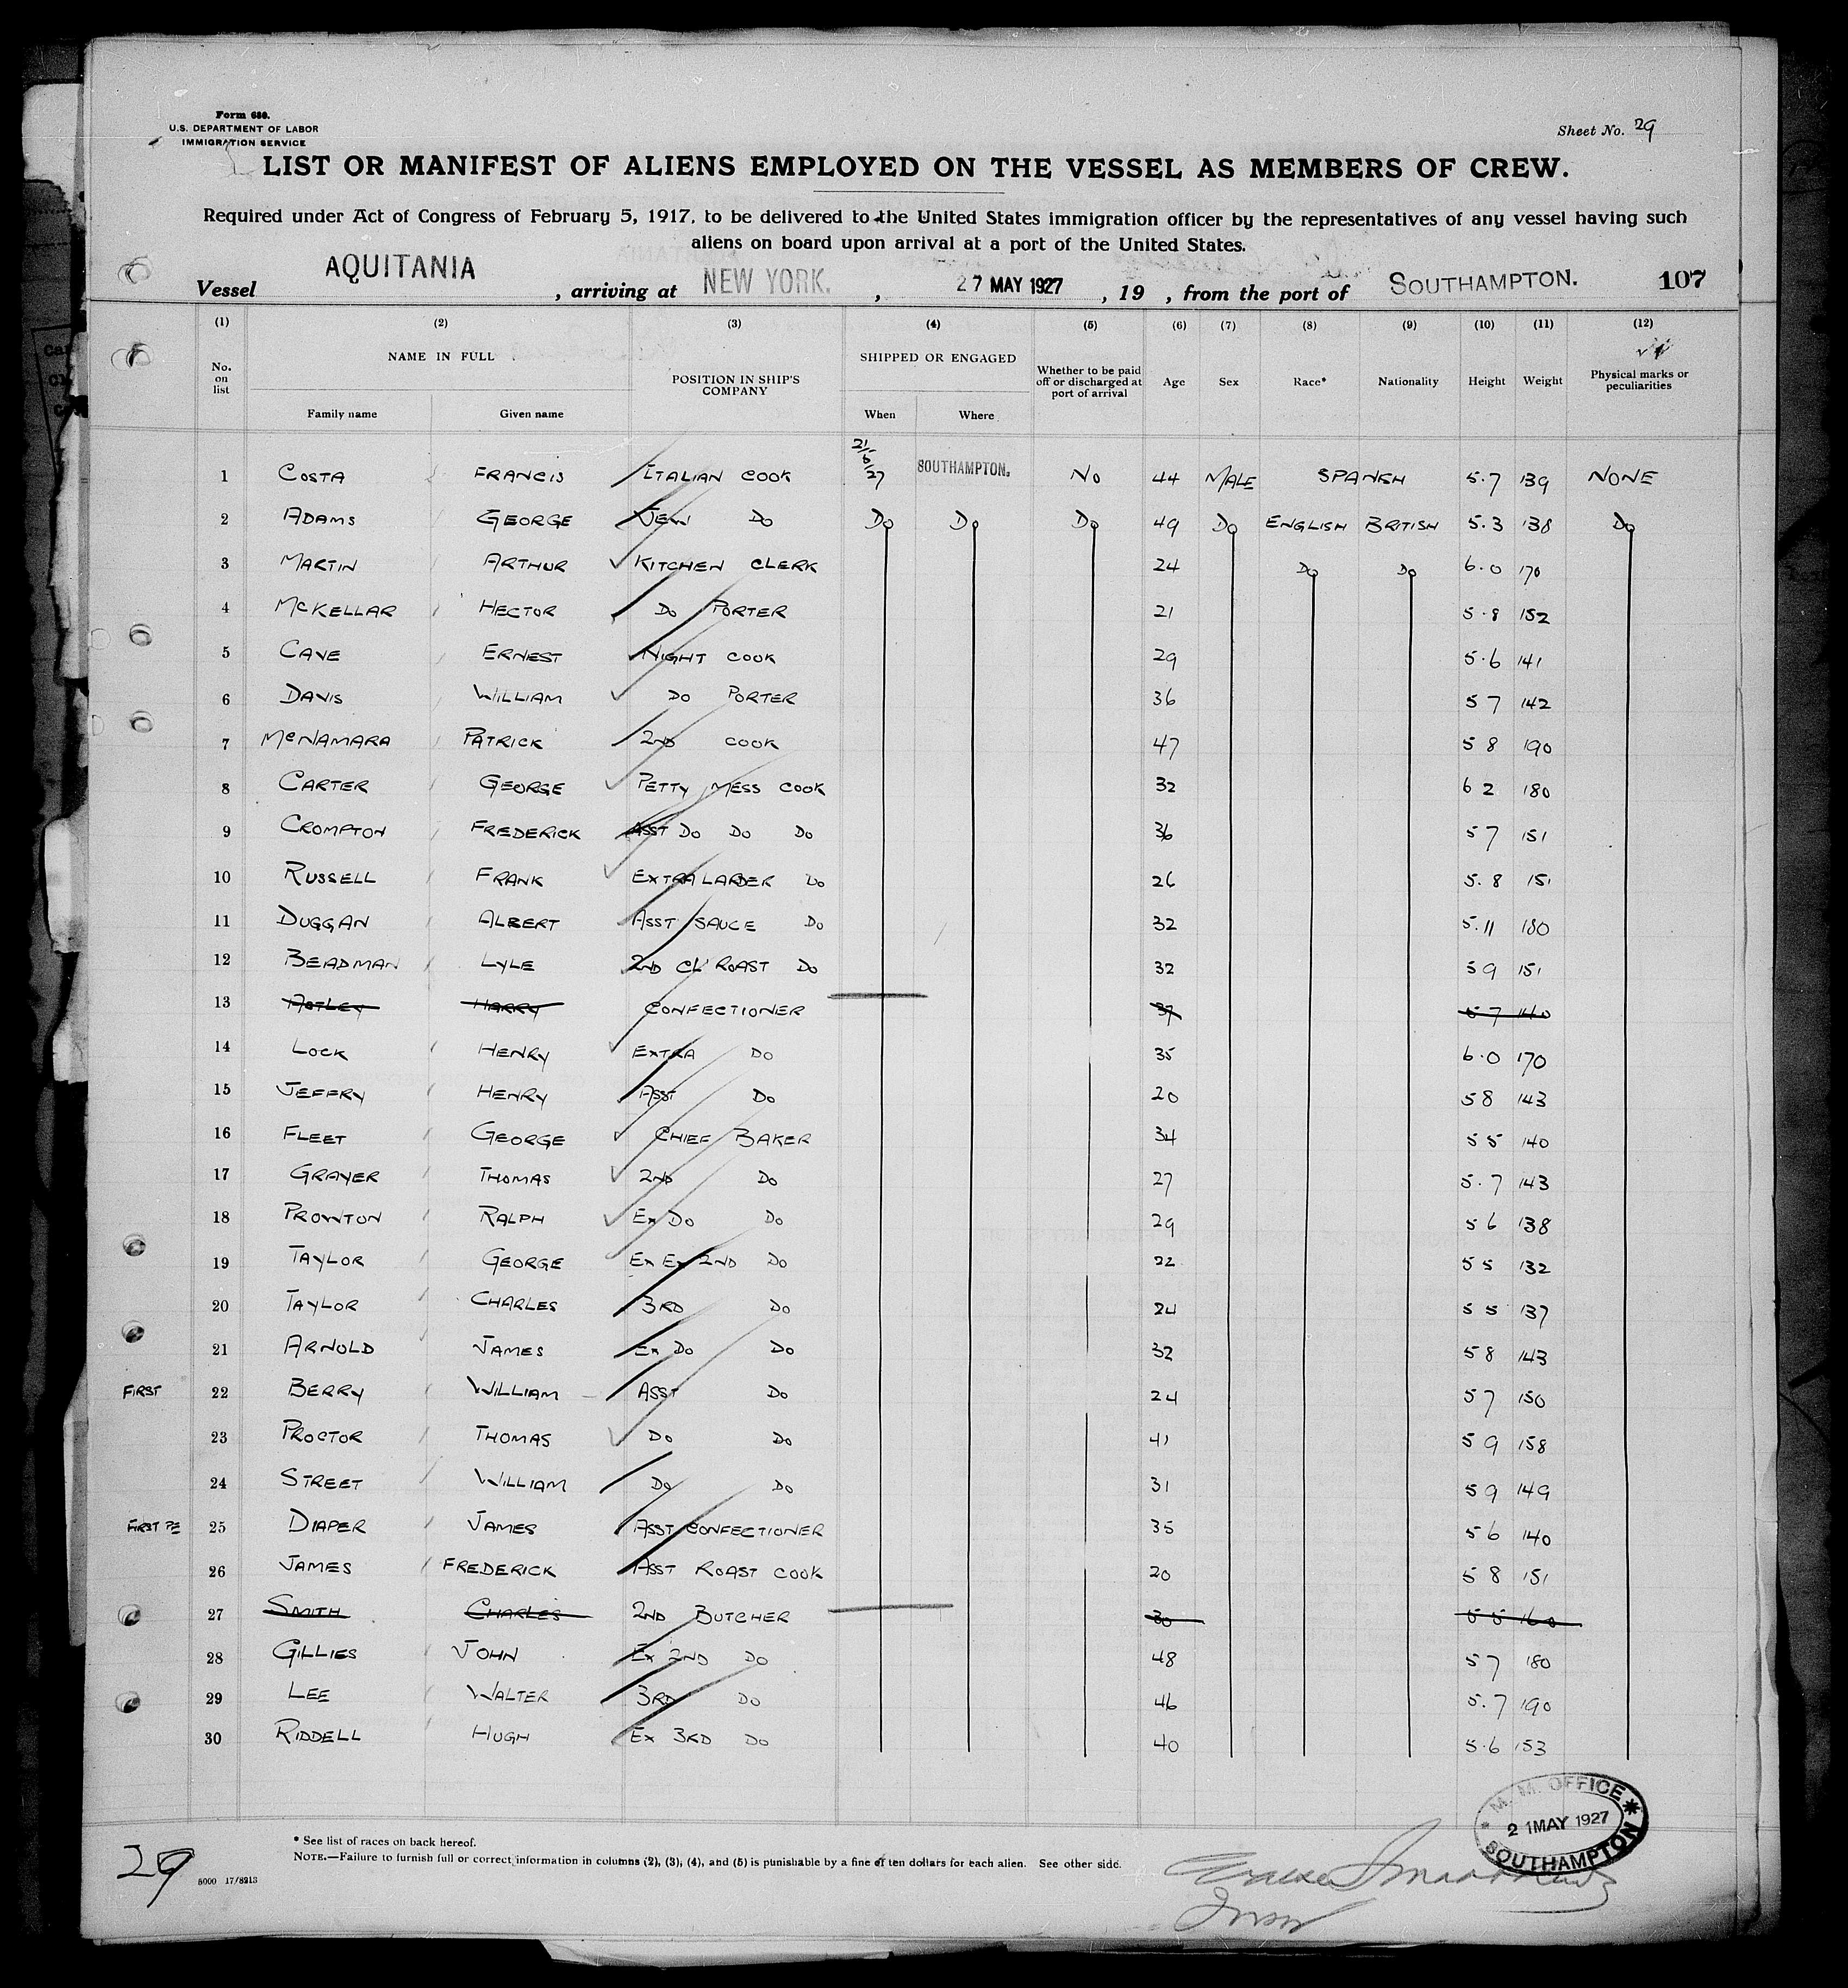 Form 680.
U.S. DEPARTMENT OF LABOR
IMMIGRATION SERVICE
Sheet No. 29
LIST OR MANIFEST OF ALIENS EMPLOYED ON THE VESSEL AS MEMBERS OF CREW.
Required under Act of Congress of February 5, 1917, to be delivered to the United States immigration officer by the representatives of any vessel having such
aliens on board upon arrival at a port of the United States.
Vessel AQUITANIA, arriving at NEW YORK., 27 MAY 1927, 19 , from the port of SOUTHAMPTON. 107
(1) (2) (3) (4) (5) (6) (7) (8) (9) (10) (11) (12)
No. on list NAME IN FULL Family name Given name POSITION IN SHIP'S COMPANY SHIPPED OR ENGAGED When Where Whether to be paid off or discharged at port of arrival Age Sex Race* Nationality Height Weight Physical marks or peculiarities
1 COSTA FRANCIS ITALIAN COOK 21/5/27 SOUTHAMPTON. NO 44 MALE SPANISH 5.7 139 NONE
2 ADAMS GEORGE JEW DO DO DO DO 49 DO ENGLISH BRITISH 5.3 138 DO
3 MARTIN ARTHUR KITCHEN CLERK 24 DO DO 6.0 170
4 MCKELLAR HECTOR DO PORTER 21 5.8 152
5 CAVE ERNEST NIGHT COOK 29 5.6 141
6 DAVIS WILLIAM DO PORTER 36 5 7 142
7 MCNAMARA PATRICK 2ND COOK 47 5 8 190
8 CARTER GEORGE PETTY MESS COOK 32 6 2 180
9 CROMPTON FREDERICK ASST DO DO DO 36 5 7 151
10 RUSSELL FRANK EXTRA LARDER DO 26 5.8 151
11 DUGGAN ALBERT ASST SAUCE DO 32 5.11 180
12 BEADMAN LYLE 2ND CL ROAST DO 32 5 9 151
13 HARRY CONFECTIONER 37 5 7 140
14 LOCK HENRY EXTRA DO 35 6.0 170
15 JEFFRY HENRY ASST DO 20 5 8 143
16 FLEET GEORGE CHIEF BAKER 34 5 5 140
17 GRAYER THOMAS 2ND DO 27 5.7 143
18 PROWTON RALPH EX DO DO 29 5 6 138
19 TAYLOR GEORGE EX EX 2ND DO 22 5 5 132
20 TAYLOR CHARLES 3RD DO 24 5 5 137
21 ARNOLD JAMES EX DO DO 32 5 8 143
FIRST 22 BERRY WILLIAM ASST DO 24 5 7 150
23 PROCTOR THOMAS DO DO 41 5 9 158
24 STREET WILLIAM DO DO 31 5 9 149
FIRST 25 DIAPER JAMES ASST CONFECTIONER 35 5 6 140
26 JAMES FREDERICK ASST ROAST COOK 20 5 8 151
27 SMITH CHARLES 2ND BUTCHER 30 5 5 160
28 GILLIES JOHN EX 2ND DO 48 5 7 180
29 LEE WALTER 3RD DO 46 5.7 190
30 RIDDELL HUGH EX 3RD DO 40 5.6 153
M. M. OFFICE
21 MAY 1927
SOUTHAMPTON
* See list of races on back hereof.
NOTE.—Failure to furnish full or correct information in columns (2), (3), (4), and (5) is punishable by a fine of ten dollars for each alien. See other side.
29
5000 17/8213